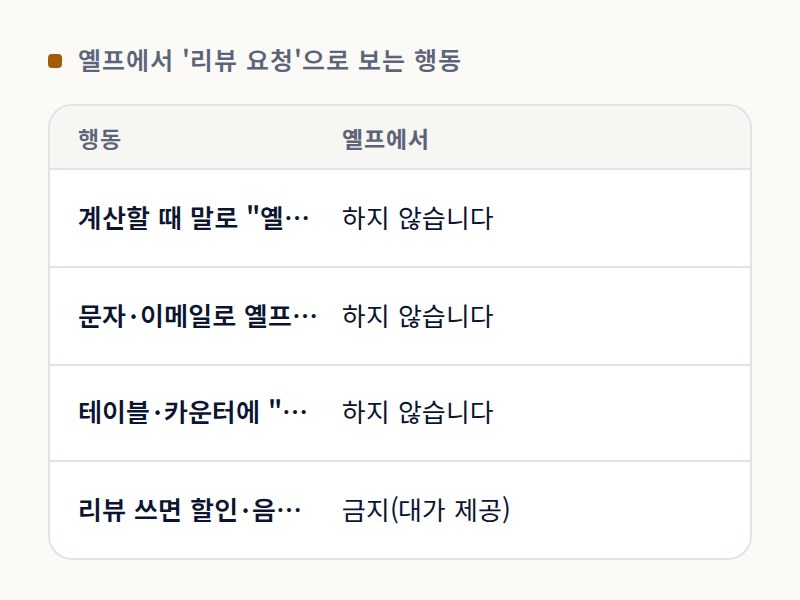 옐프에서 '리뷰 요청'으로 보는 행동
행동 옐프에서
계산할 때 말로 "옐… 하지 않습니다
문자·이메일로 옐프… 하지 않습니다
테이블·카운터에 "… 하지 않습니다
리뷰 쓰면 할인·음… 금지(대가 제공)